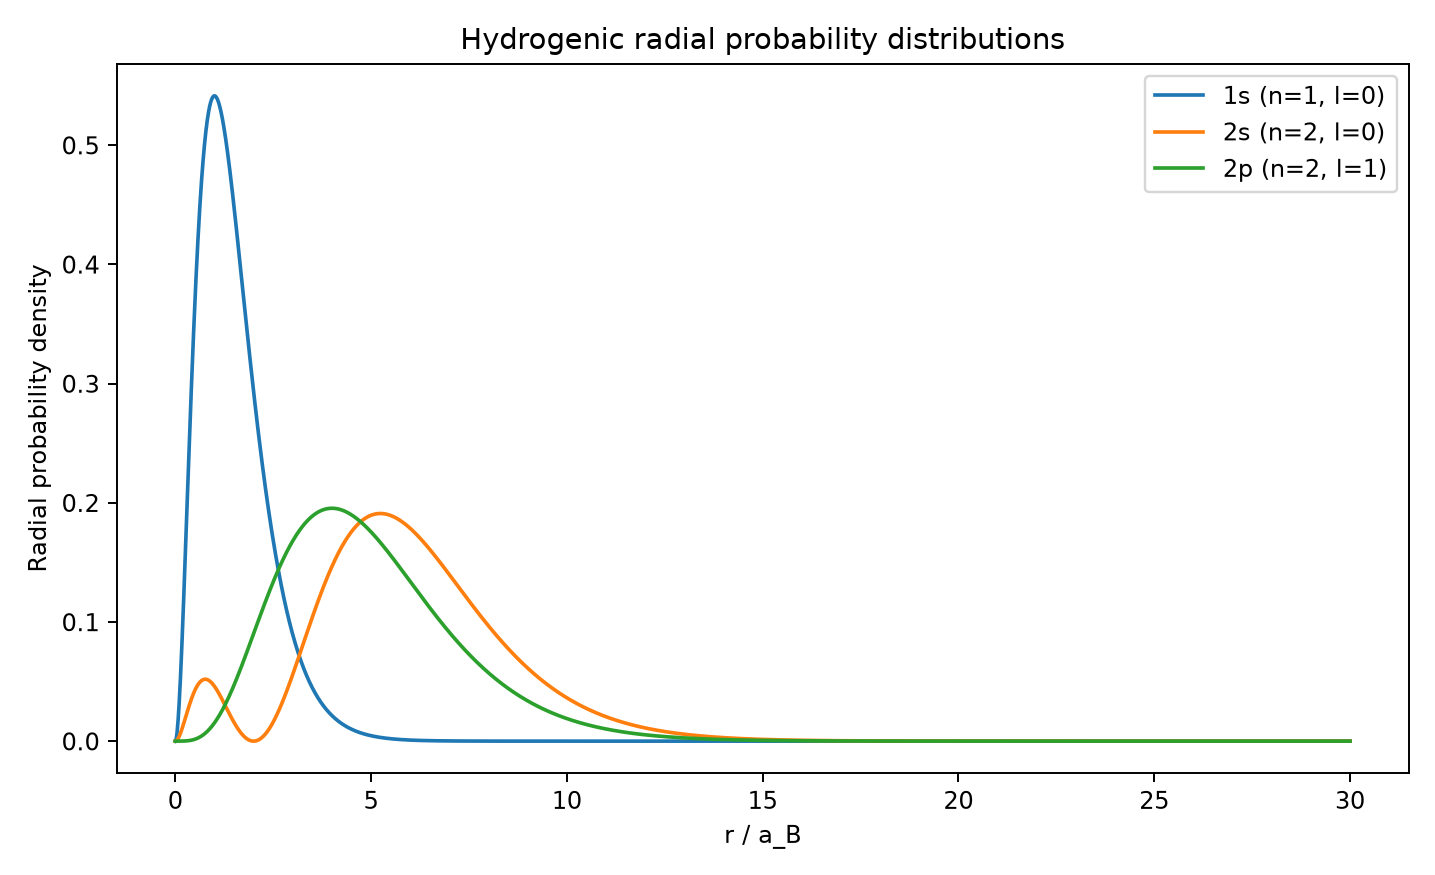 Hydrogenic radial probability distributions
1s (n=1, l=0)
2s (n=2, l=0)
2p (n=2, l=1)
Radial probability density
0.5
0.4
0.3
0.2
0.1
0.0
0 5 10 15 20 25 30
r / a_B